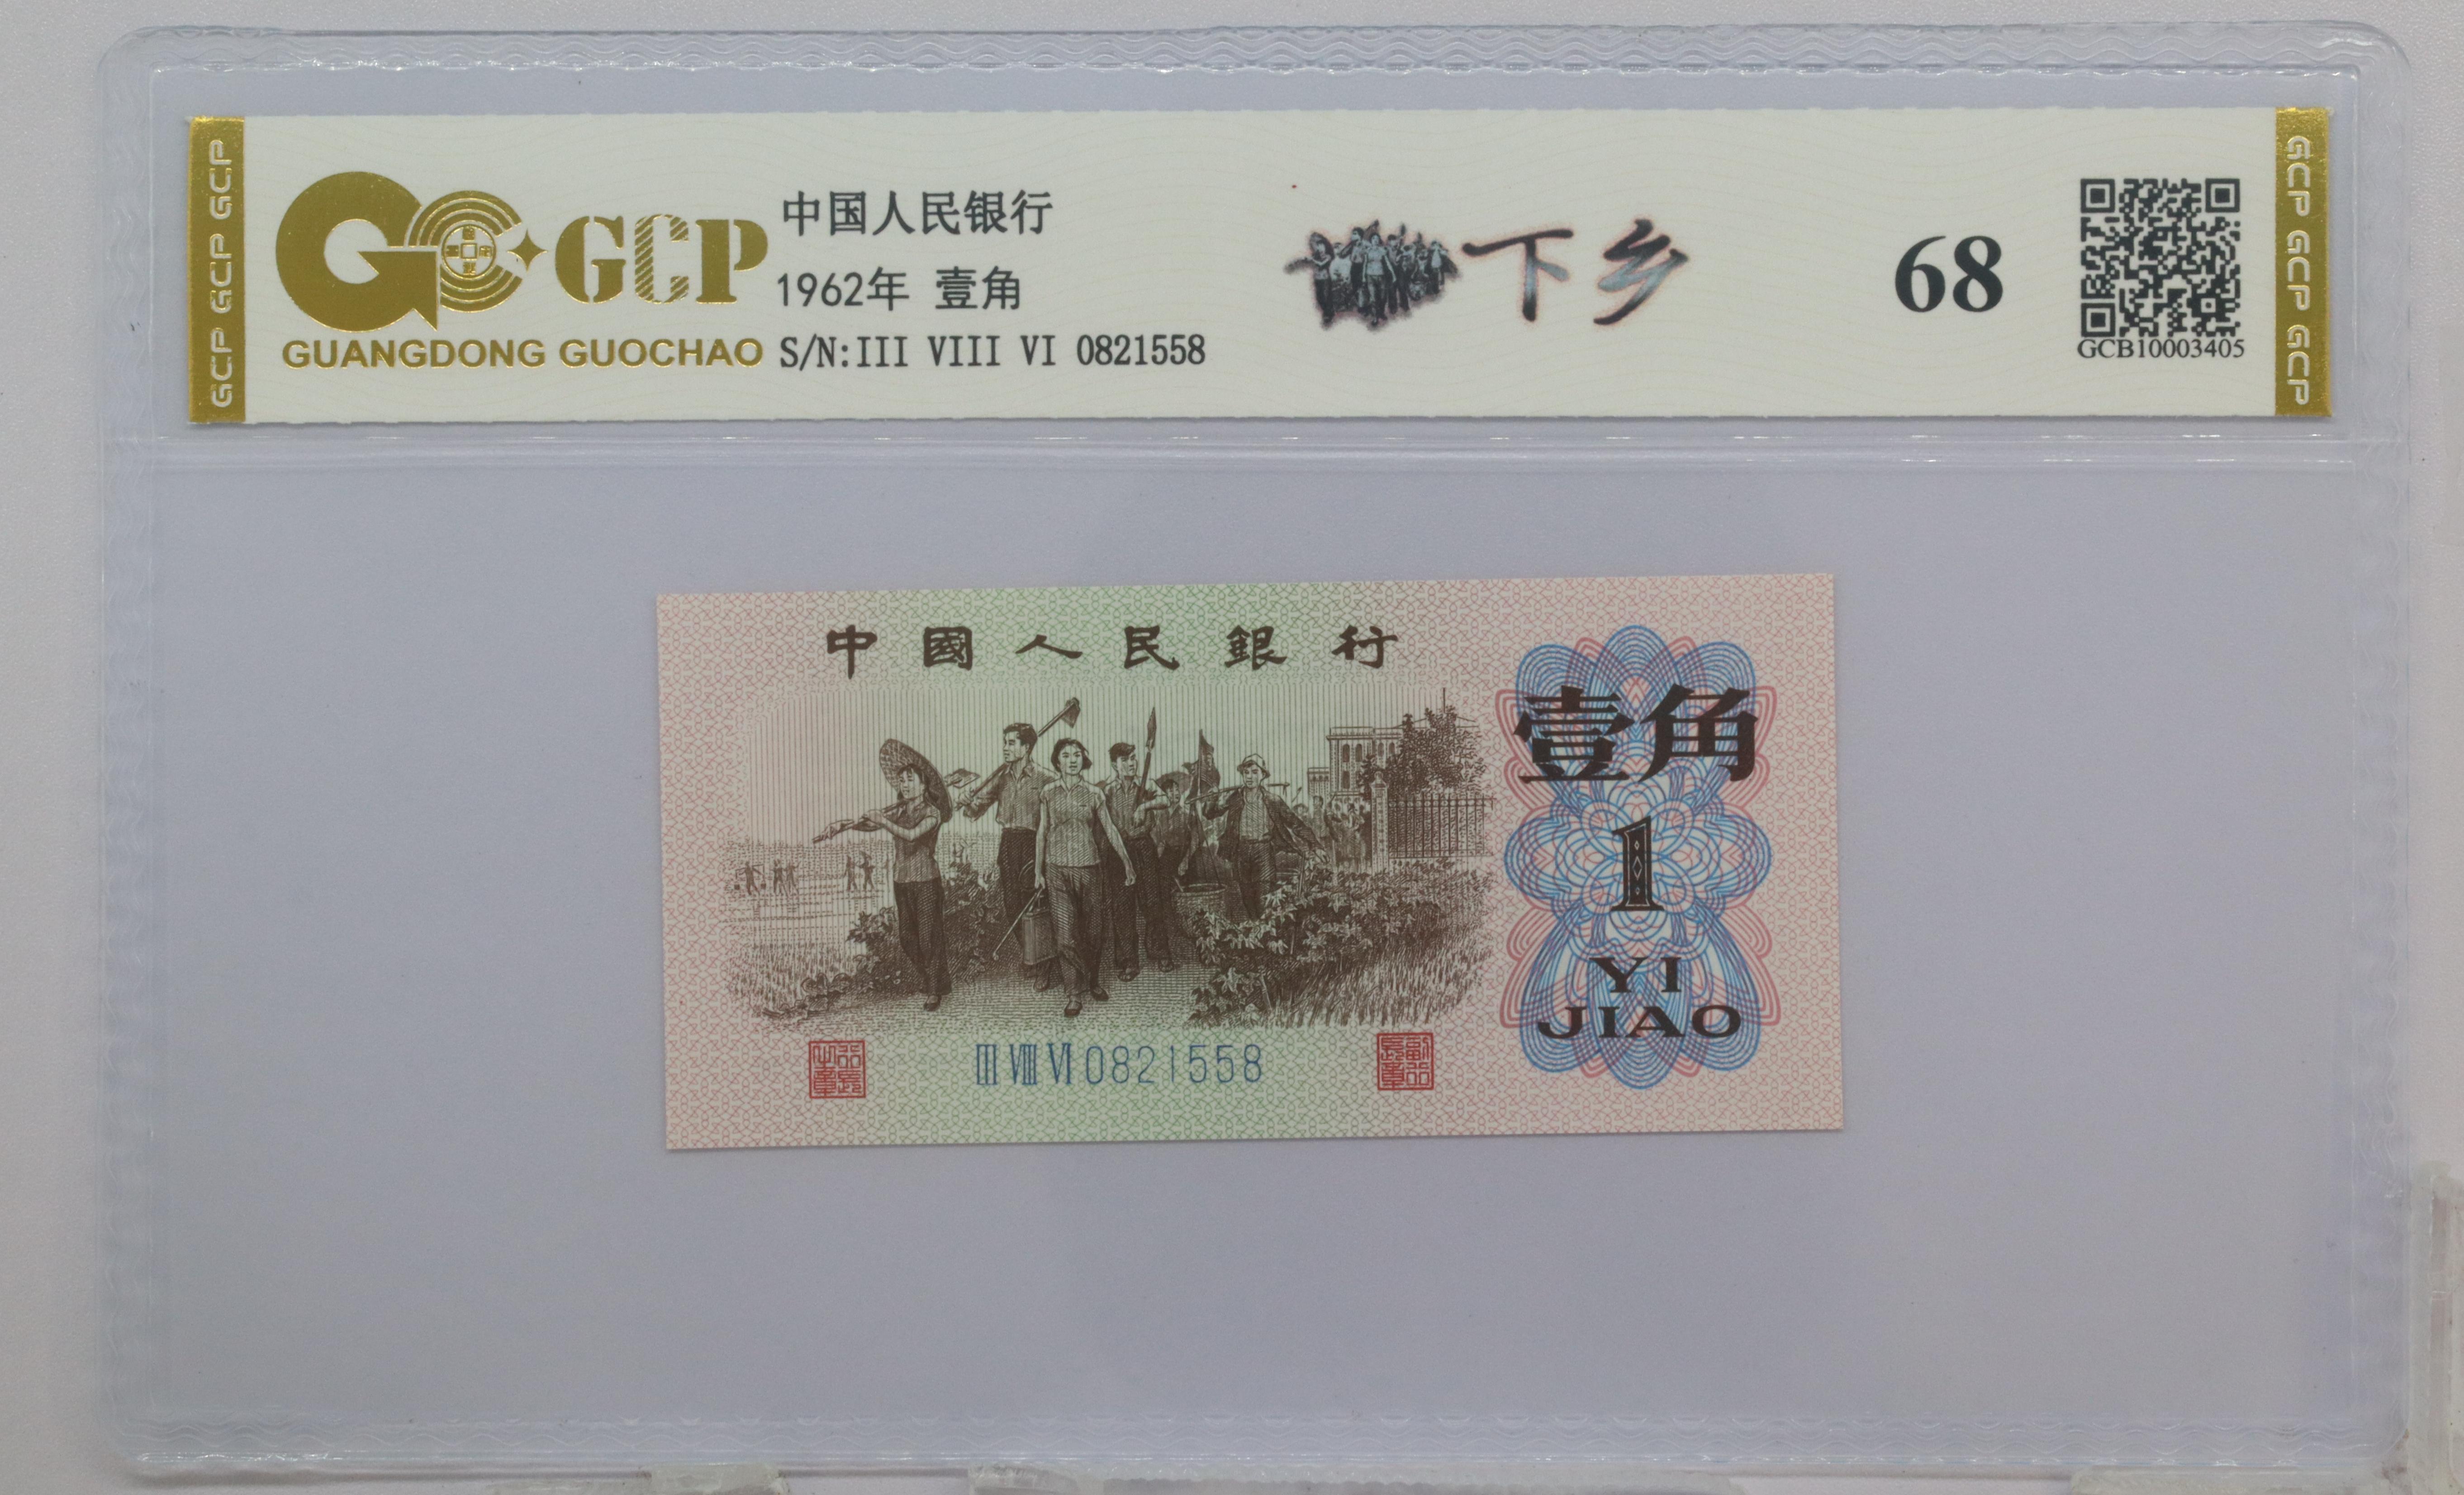 GCP GCP GCP
GCP
GUANGDONG GUOCHAO
中国人民银行
1962年 壹角
S/N:III VIII VI 0821558
下乡
68
GCB10003405
GCP GCP GCP
中國人民銀行
壹角
1
YI
JIAO
III VIII VI 0821558